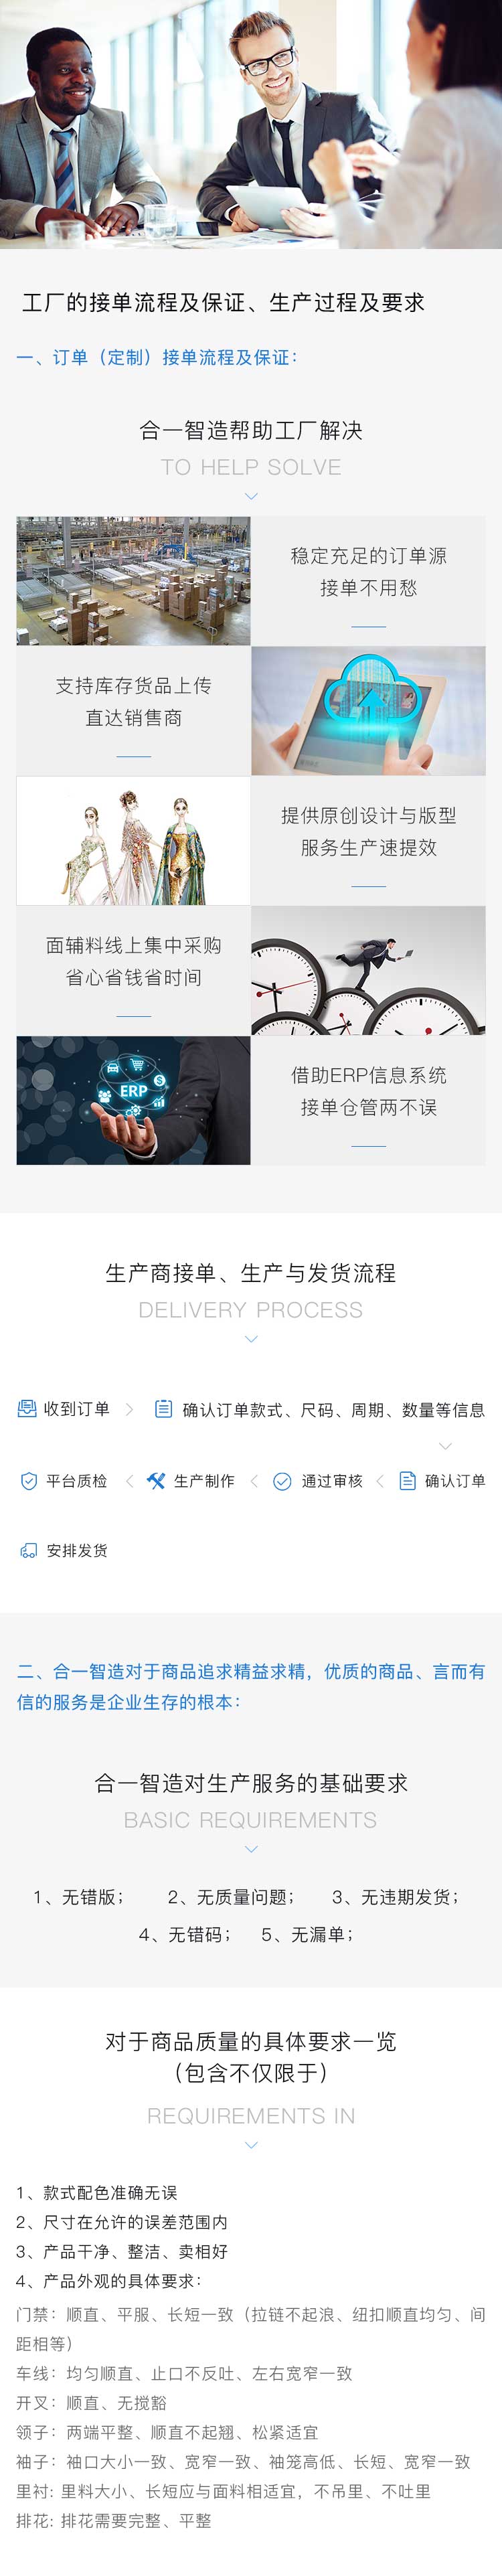 工厂的接单流程及保证、生产过程及要求
一、订单（定制）接单流程及保证：
合一智造帮助工厂解决
TO HELP SOLVE
稳定充足的订单源
接单不用愁
支持库存货品上传
直达销售商
提供原创设计与版型
服务生产速提效
面辅料线上集中采购
省心省钱省时间
ERP
借助ERP信息系统
接单仓管两不误
生产商接单、生产与发货流程
DELIVERY PROCESS
收到订单 确认订单款式、尺码、周期、数量等信息
平台质检 生产制作 通过审核 确认订单
安排发货
二、合一智造对于商品追求精益求精，优质的商品、言而有
信的服务是企业生存的根本：
合一智造对生产服务的基础要求
BASIC REQUIREMENTS
1、无错版； 2、无质量问题； 3、无违期发货；
4、无错码； 5、无漏单；
对于商品质量的具体要求一览
（包含不仅限于）
REQUIREMENTS IN
1、款式配色准确无误
2、尺寸在允许的误差范围内
3、产品干净、整洁、卖相好
4、产品外观的具体要求：
门禁：顺直、平服、长短一致（拉链不起浪、纽扣顺直均匀、间
距相等）
车线：均匀顺直、止口不反吐、左右宽窄一致
开叉：顺直、无搅豁
领子：两端平整、顺直不起翘、松紧适宜
袖子：袖口大小一致、宽窄一致、袖笼高低、长短、宽窄一致
里衬: 里料大小、长短应与面料相适宜，不吊里、不吐里
排花: 排花需要完整、平整